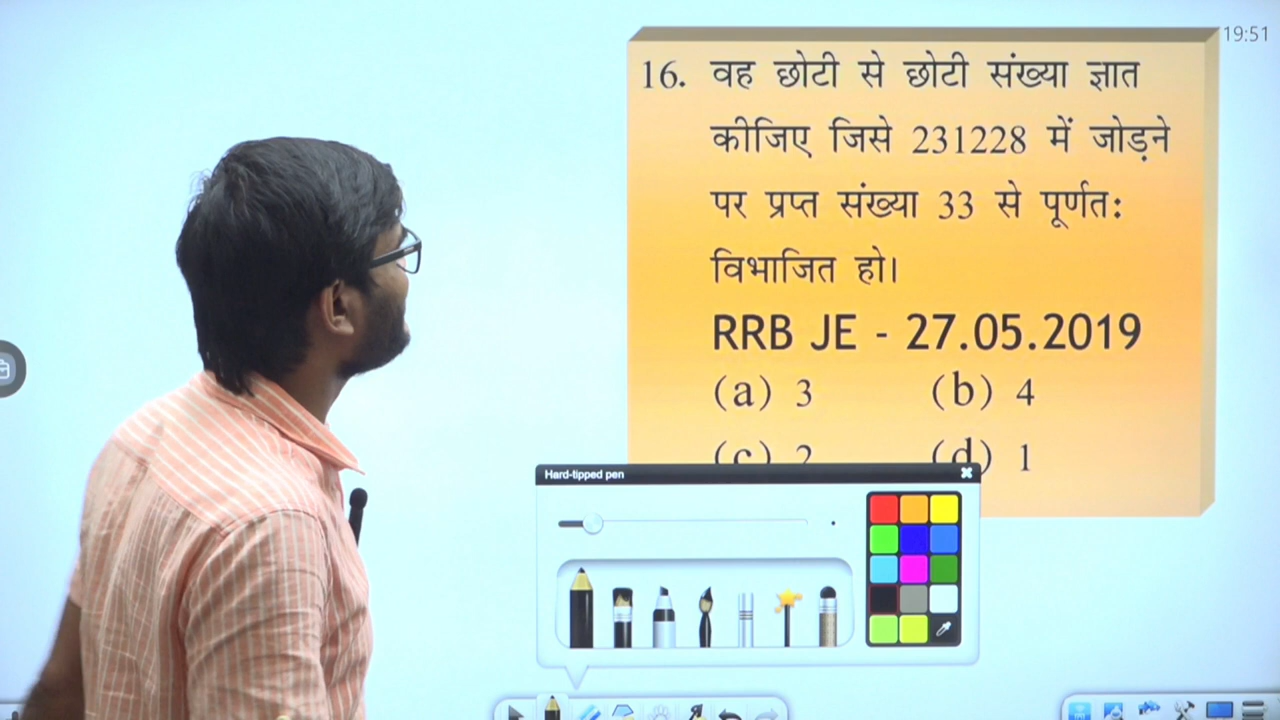 19:51
16. वह छोटी से छोटी संख्या ज्ञात
कीजिए जिसे 231228 में जोड़ने
पर प्रप्त संख्या 33 से पूर्णतः
विभाजित हो।
RRB JE - 27.05.2019
(a) 3 (b) 4
(c) 2 (d) 1
Hard-tipped pen